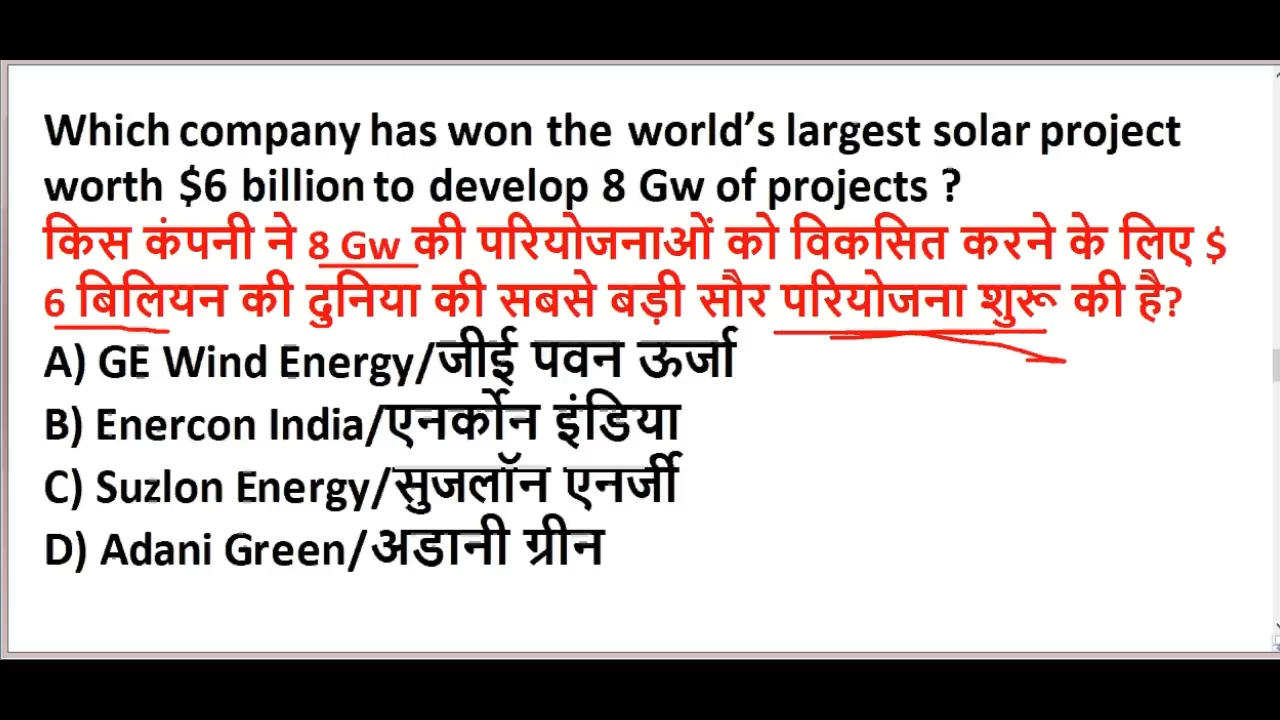 Which company has won the world's largest solar project
worth $6 billion to develop 8 Gw of projects ?
किस कंपनी ने 8 Gw की परियोजनाओं को विकसित करने के लिए $
6 बिलियन की दुनिया की सबसे बड़ी सौर परियोजना शुरू की है?
A) GE Wind Energy/जीई पवन ऊर्जा
B) Enercon India/एनर्कोन इंडिया
C) Suzlon Energy/सुजलॉन एनर्जी
D) Adani Green/अडानी ग्रीन